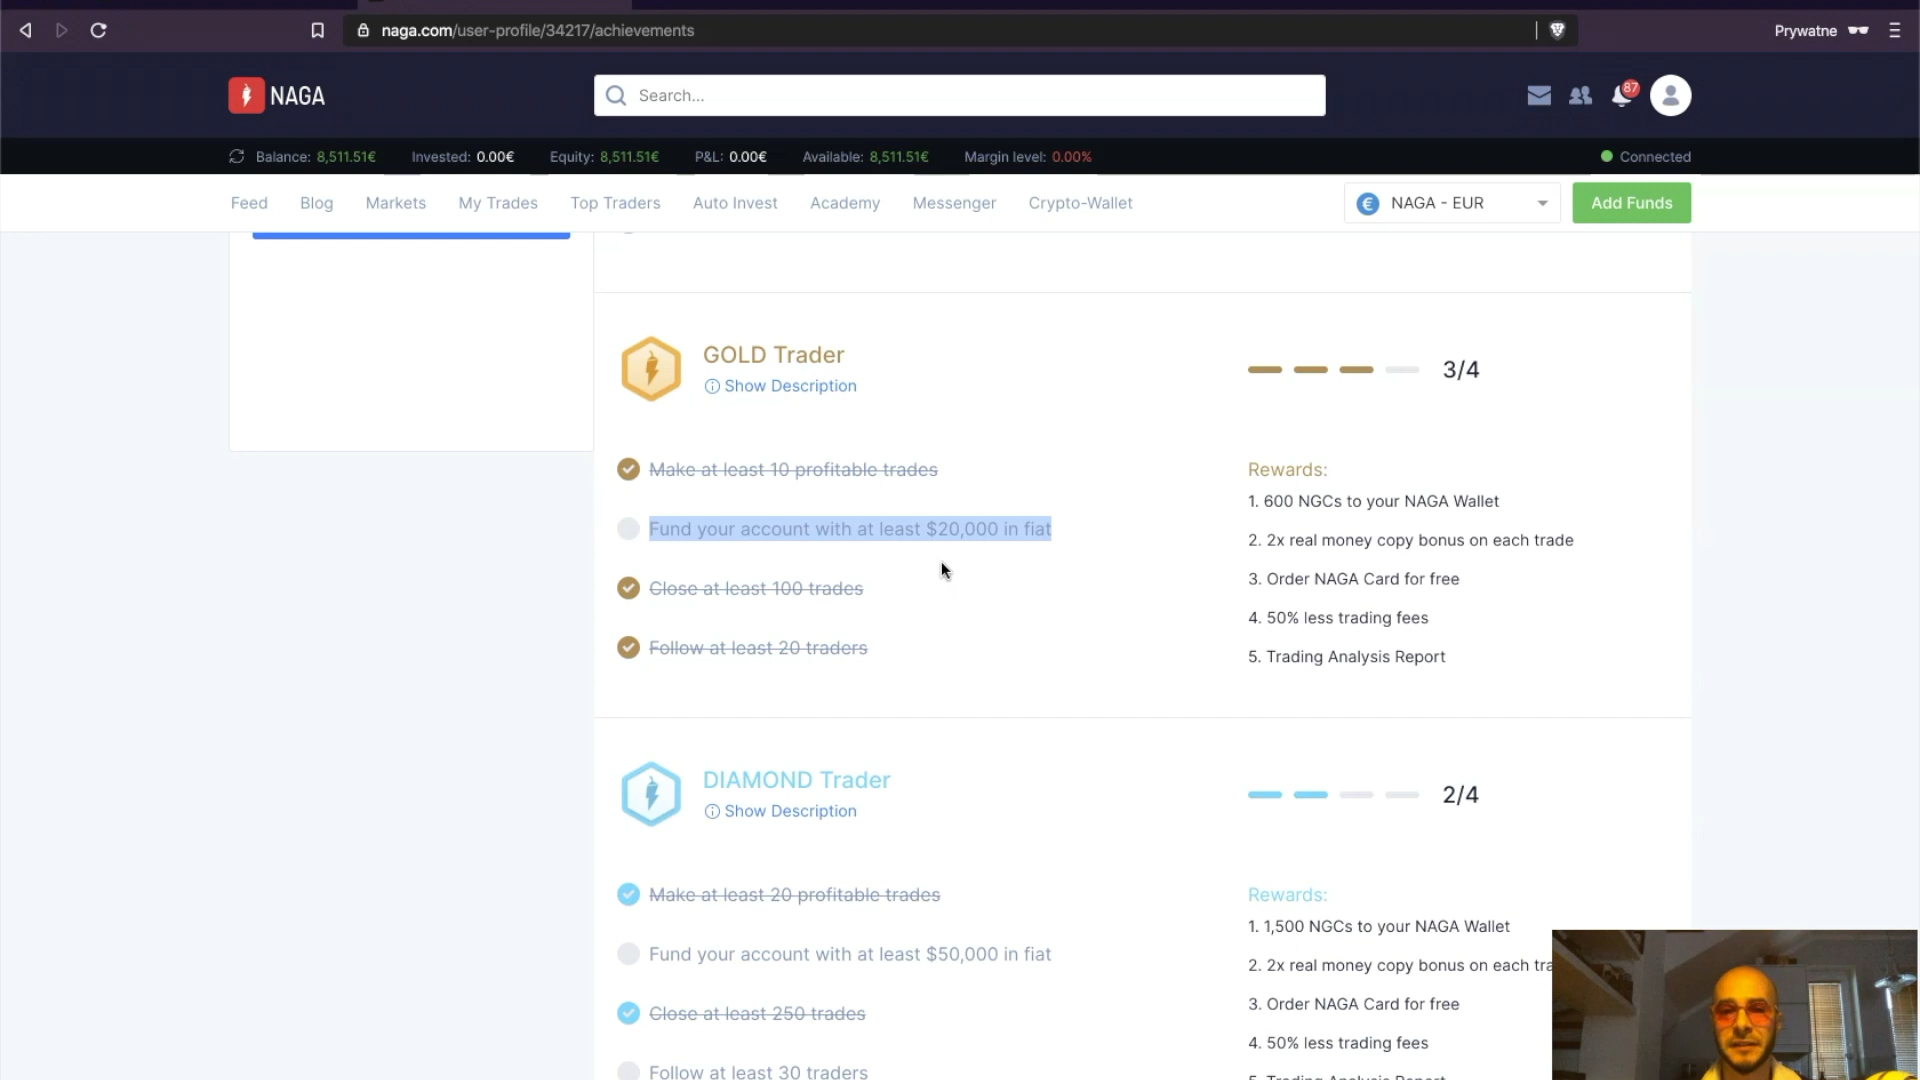 naga.com/user-profile/34217/achievements
Prywatne
NAGA
Search...
87
Balance: 8,511.51€ Invested: 0.00€ Equity: 8,511.51€ P&L: 0.00€ Available: 8,511.51€ Margin level: 0.00% Connected
Feed Blog Markets My Trades Top Traders Auto Invest Academy Messenger Crypto-Wallet € NAGA - EUR Add Funds
GOLD Trader
Show Description
3/4
Make at least 10 profitable trades
Fund your account with at least $20,000 in fiat
Close at least 100 trades
Follow at least 20 traders
Rewards:
1. 600 NGCs to your NAGA Wallet
2. 2x real money copy bonus on each trade
3. Order NAGA Card for free
4. 50% less trading fees
5. Trading Analysis Report
DIAMOND Trader
Show Description
2/4
Make at least 20 profitable trades
Fund your account with at least $50,000 in fiat
Close at least 250 trades
Follow at least 30 traders
Rewards:
1. 1,500 NGCs to your NAGA Wallet
2. 2x real money copy bonus on each tra
3. Order NAGA Card for free
4. 50% less trading fees
5. Trading Analysis Report